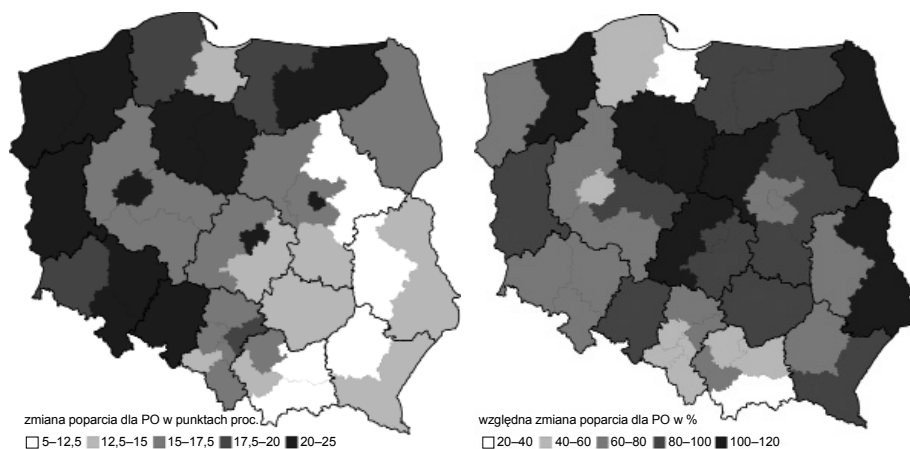 zmiana poparcia dla PO w punktach proc.
5–12,5 12,5–15 15–17,5 17,5–20 20–25
względna zmiana poparcia dla PO w %
20–40 40–60 60–80 80–100 100–120